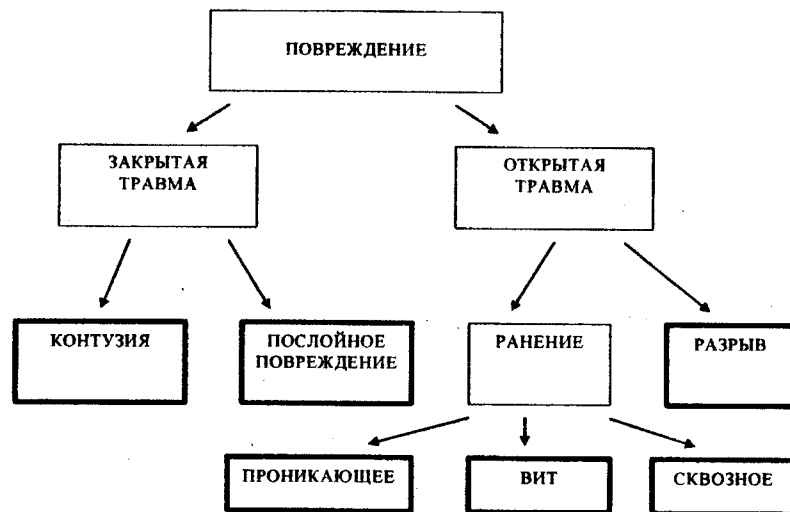 ПОВРЕЖДЕНИЕ
ЗАКРЫТАЯ
ТРАВМА
ОТКРЫТАЯ
ТРАВМА
КОНТУЗИЯ
ПОСЛОЙНОЕ
ПОВРЕЖДЕНИЕ
РАНЕНИЕ
РАЗРЫВ
ПРОНИКАЮЩЕЕ
ВИТ
СКВОЗНОЕ